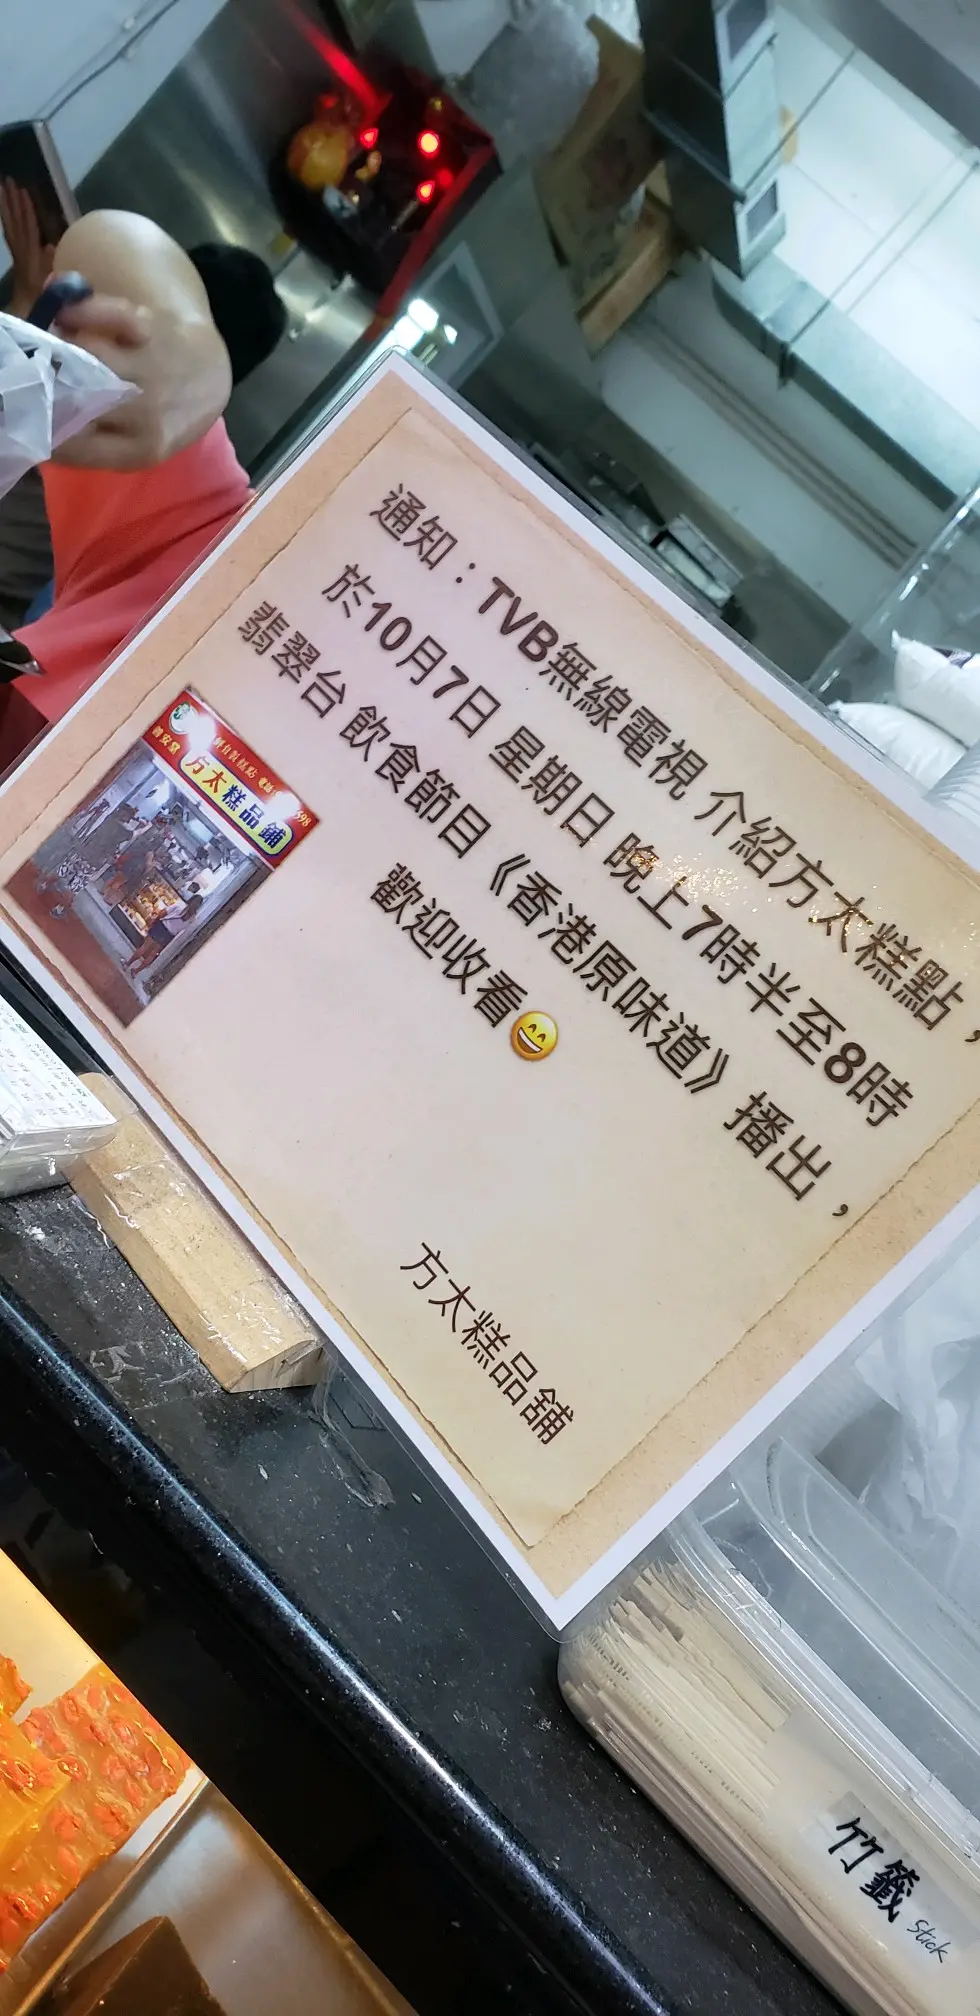 通知：TVB無線電視 介紹方太糕點，
於10月7日 星期日 晚上7時半至8時
翡翠台 飲食節目《香港原味道》播出，
歡迎收看😄
方太糕品鋪
方太糕品舖
竹籤
Stick